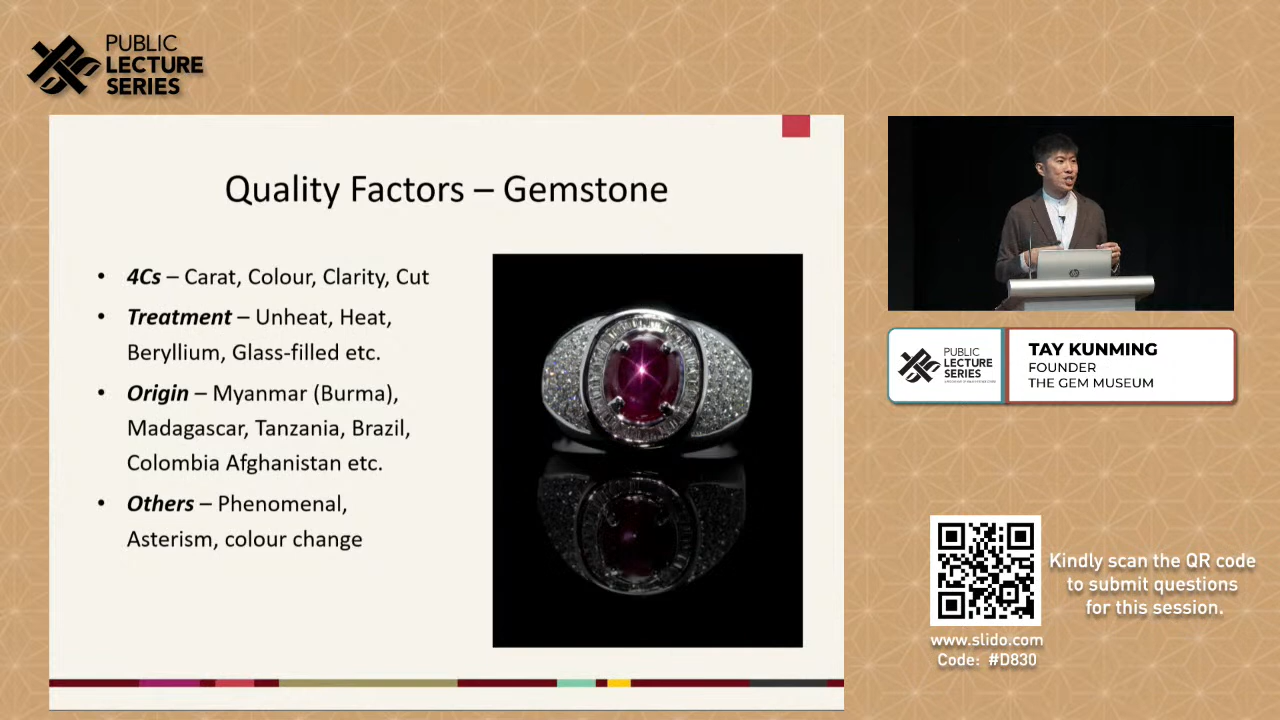 PUBLIC
LECTURE
SERIES
Quality Factors – Gemstone
• 4Cs – Carat, Colour, Clarity, Cut
• Treatment – Unheat, Heat,
Beryllium, Glass-filled etc.
• Origin – Myanmar (Burma),
Madagascar, Tanzania, Brazil,
Colombia Afghanistan etc.
• Others – Phenomenal,
Asterism, colour change
PUBLIC
LECTURE
SERIES
TAY KUNMING
FOUNDER
THE GEM MUSEUM
Kindly scan the QR code
to submit questions
for this session.
www.slido.com
Code: #D830